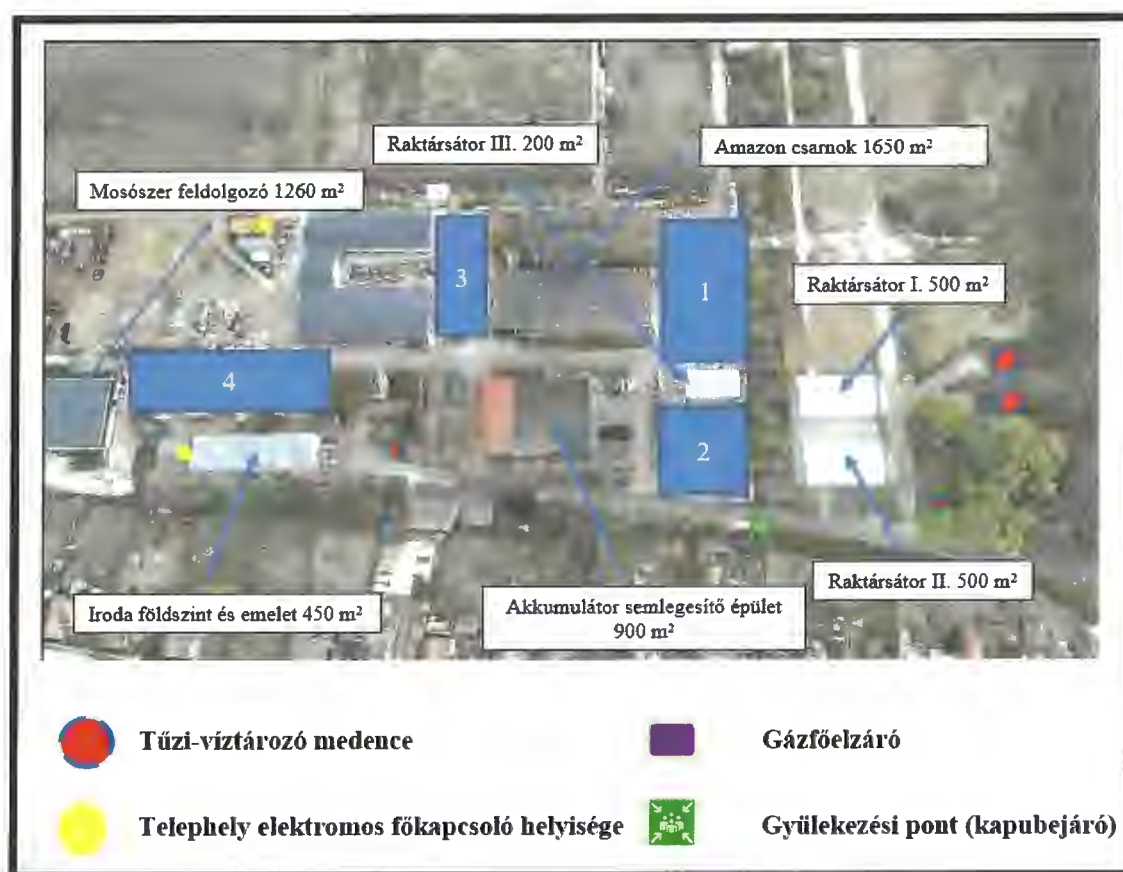 Raktársátor III. 200 m²
Amazon csarnok 1650 m²
Mosószer feldolgozó 1260 m²
3
1
Raktársátor I. 500 m²
4
2
Raktársátor II. 500 m²
Iroda földszint és emelet 450 m²
Akkumulátor semlegesítő épület
900 m²
Tűzi-víztározó medence
Gázfőelzáró
Telephely elektromos főkapcsoló helyisége
Gyülekezési pont (kapubejáró)